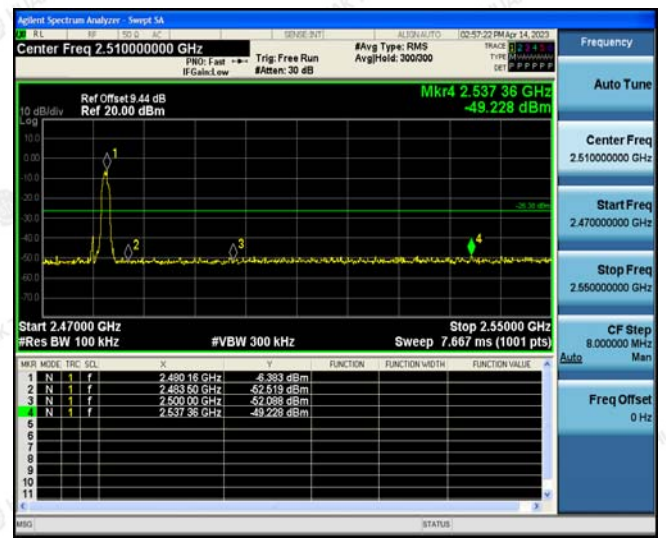 Agilent Spectrum Analyzer - Swept SA
RL RF 50 Ω AC SENSE:INT ALIGNAUTO 02:57:22 PM Apr 14, 2023
Center Freq 2.510000000 GHz
PNO: Fast
IFGain:Low
Trig: Free Run
#Atten: 30 dB
#Avg Type: RMS
Avg|Hold: 300/300
TRACE 1 2 3 4 5 6
TYPE
DET P P P P P P
Ref Offset 9.44 dB
10 dB/div Ref 20.00 dBm
Log
Mkr4 2.537 36 GHz
-49.228 dBm
10.0
0.00
-10.0
-20.0
-30.0
-40.0
-50.0
-60.0
-70.0
1
2
3
4
Start 2.47000 GHz Stop 2.55000 GHz
#Res BW 100 kHz #VBW 300 kHz Sweep 7.667 ms (1001 pts)
MKR MODE TRC SCL X Y FUNCTION FUNCTION WIDTH FUNCTION VALUE
1 N 1 f 2.480 16 GHz -6.383 dBm
2 N 1 f 2.483 50 GHz -52.519 dBm
3 N 1 f 2.500 00 GHz -52.088 dBm
4 N 1 f 2.537 36 GHz -49.228 dBm
5
6
7
8
9
10
11
MSG STATUS
Frequency
Auto Tune
Center Freq
2.510000000 GHz
Start Freq
2.470000000 GHz
Stop Freq
2.550000000 GHz
CF Step
8.000000 MHz
Auto Man
Freq Offset
0 Hz